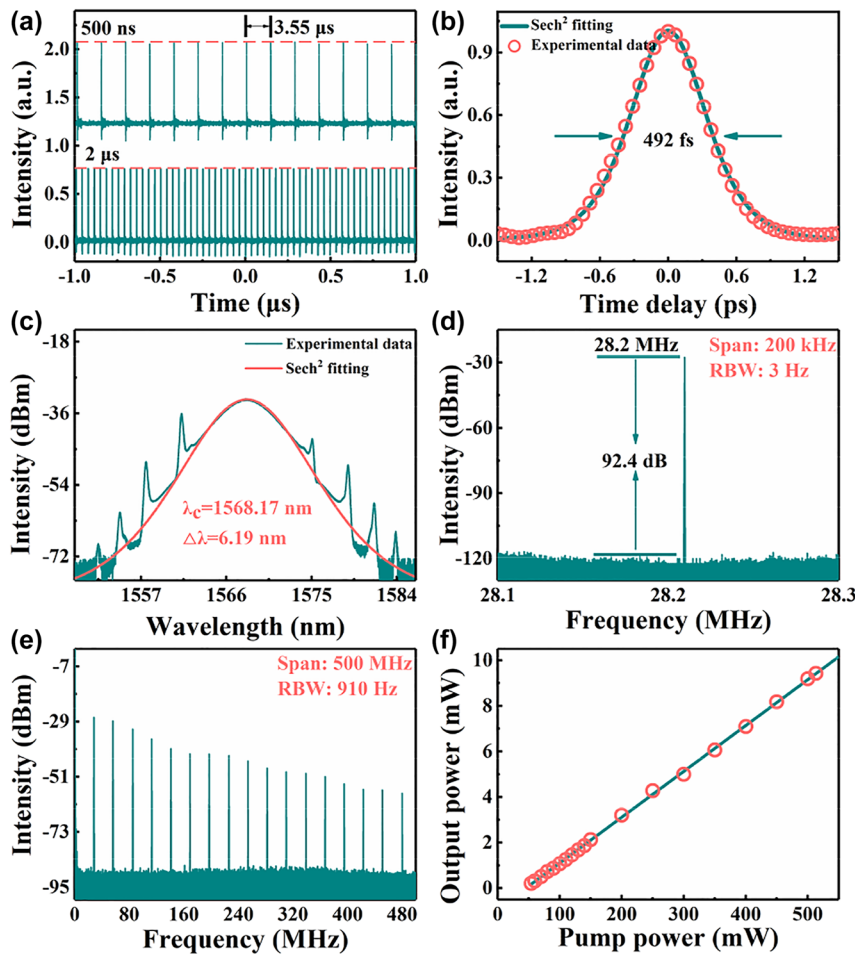 (a)
500 ns
3.55 μs
2 μs
2.0
1.5
1.0
0.5
0.0
Intensity (a.u.)
-1.0 -0.5 0.0 0.5 1.0
Time (μs)
(b)
Sech² fitting
Experimental data
492 fs
0.9
0.6
0.3
0.0
Intensity (a.u.)
-1.2 -0.6 0.0 0.6 1.2
Time delay (ps)
(c)
Experimental data
Sech² fitting
λc=1568.17 nm
△λ=6.19 nm
-18
-36
-54
-72
Intensity (dBm)
1557 1566 1575 1584
Wavelength (nm)
(d)
28.2 MHz
Span: 200 kHz
RBW: 3 Hz
92.4 dB
-30
-60
-90
-120
Intensity (dBm)
28.1 28.2 28.3
Frequency (MHz)
(e)
Span: 500 MHz
RBW: 910 Hz
-7
-29
-51
-73
-95
Intensity (dBm)
0 80 160 240 320 400 480
Frequency (MHz)
(f)
10
8
6
4
2
0
Output power (mW)
0 100 200 300 400 500
Pump power (mW)